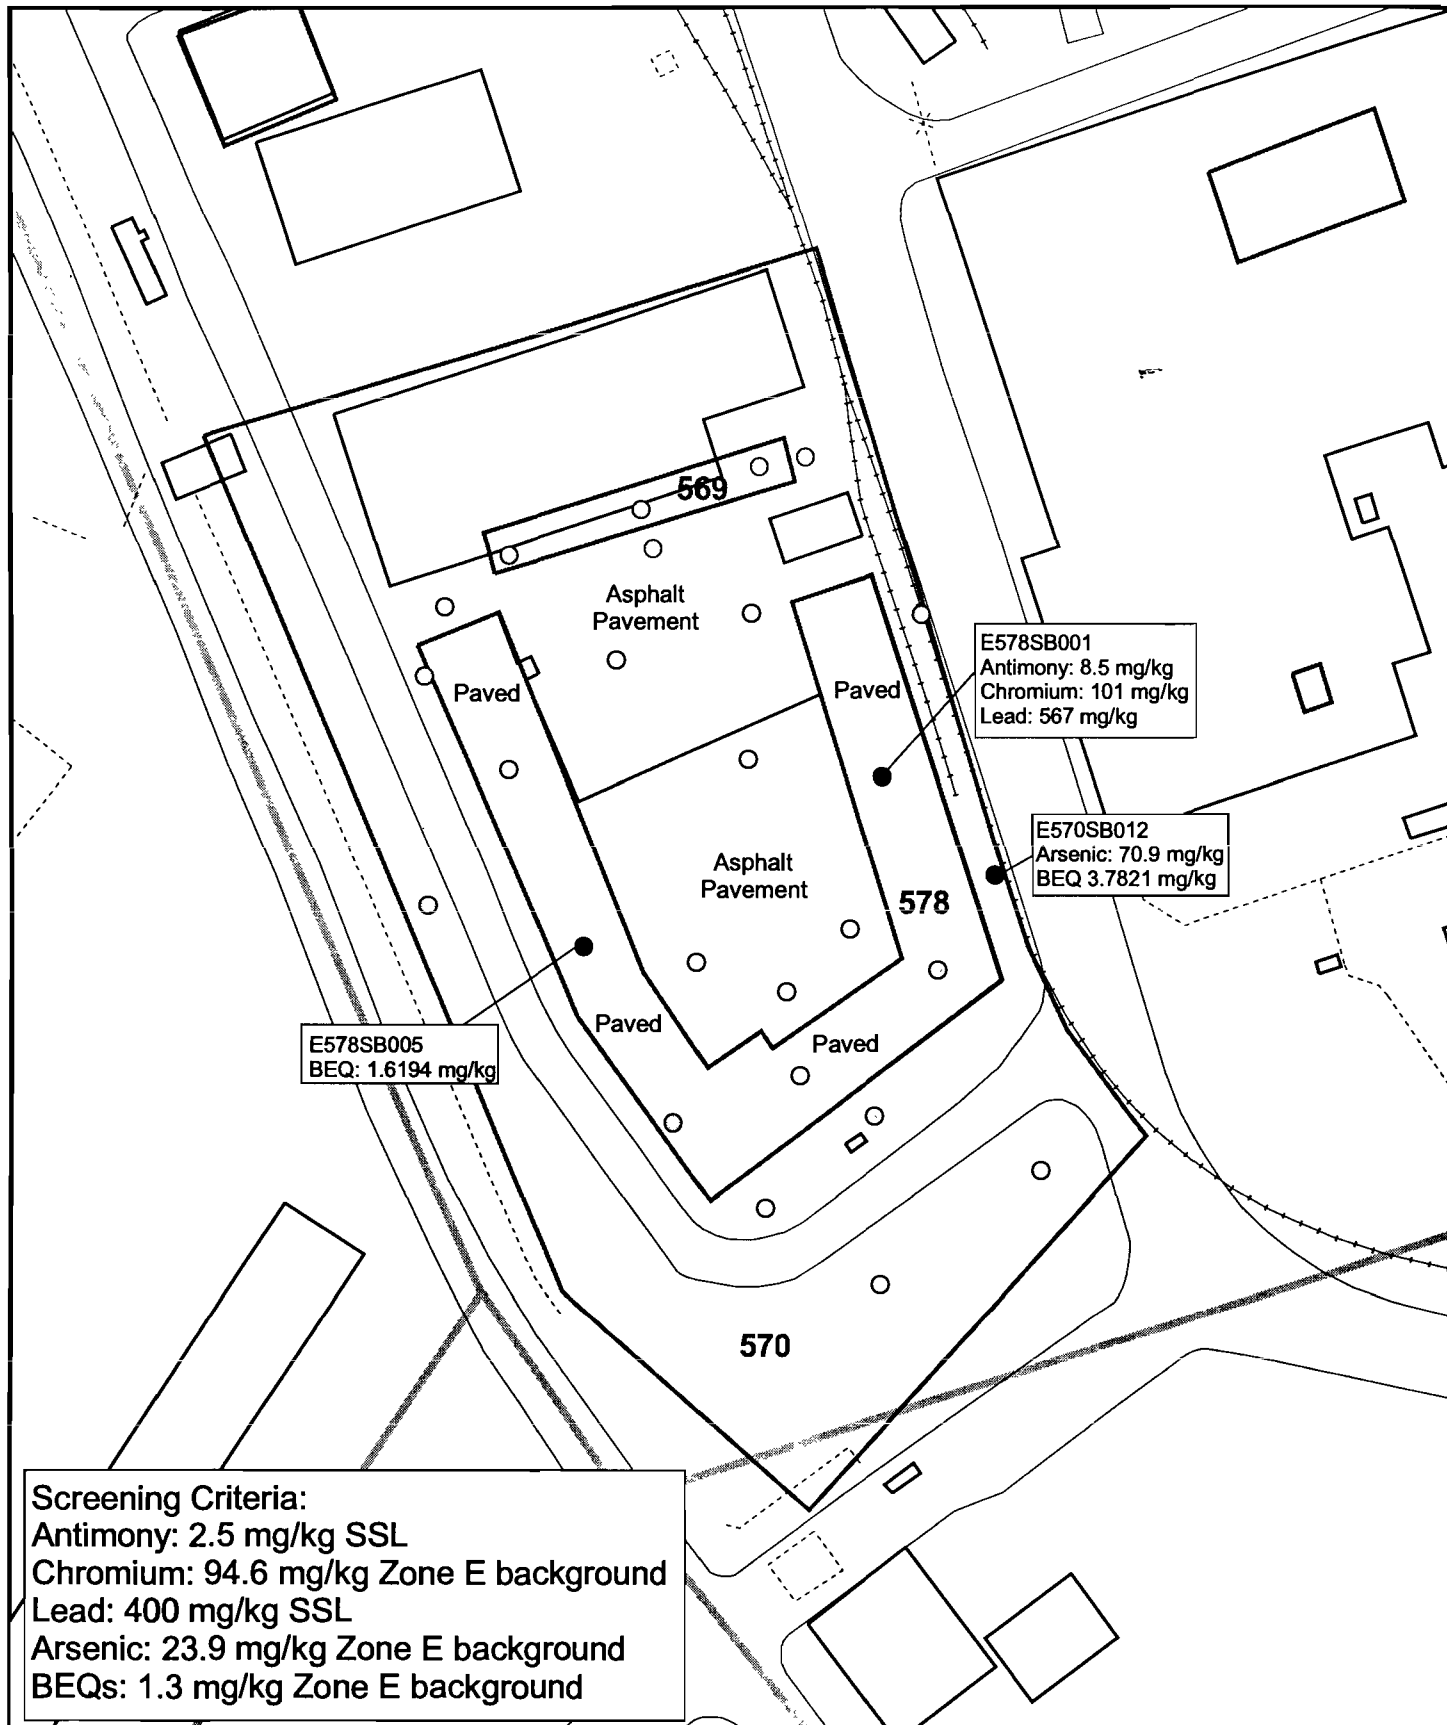 569
Asphalt
Pavement
E578SB001
Antimony: 8.5 mg/kg
Chromium: 101 mg/kg
Lead: 567 mg/kg
Paved
Paved
E570SB012
Arsenic: 70.9 mg/kg
BEQ 3.7821 mg/kg
Asphalt
Pavement
578
Paved
Paved
E578SB005
BEQ: 1.6194 mg/kg
570
Screening Criteria:
Antimony: 2.5 mg/kg SSL
Chromium: 94.6 mg/kg Zone E background
Lead: 400 mg/kg SSL
Arsenic: 23.9 mg/kg Zone E background
BEQs: 1.3 mg/kg Zone E background